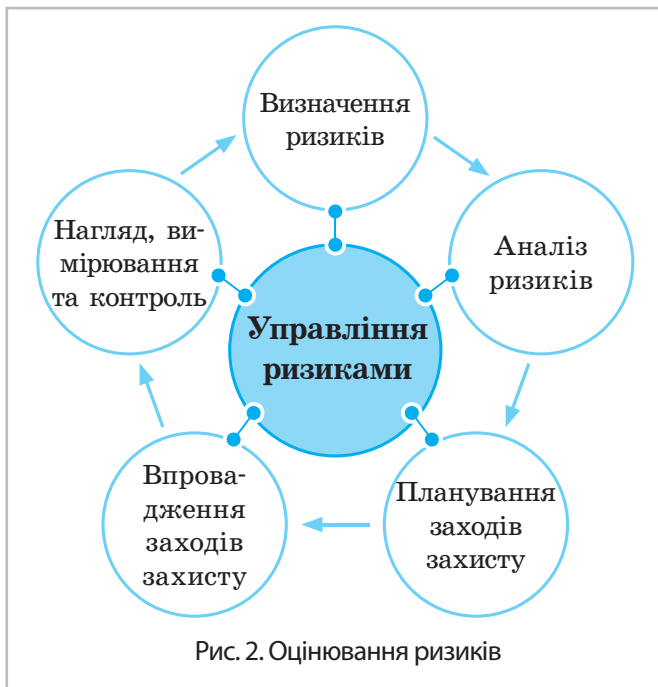 Визначення
ризиків
Аналіз
ризиків
Планування
заходів
захисту
Впрова-
дження
заходів
захисту
Нагляд, ви-
мірювання
та контроль
Управління
ризиками
Рис. 2. Оцінювання ризиків